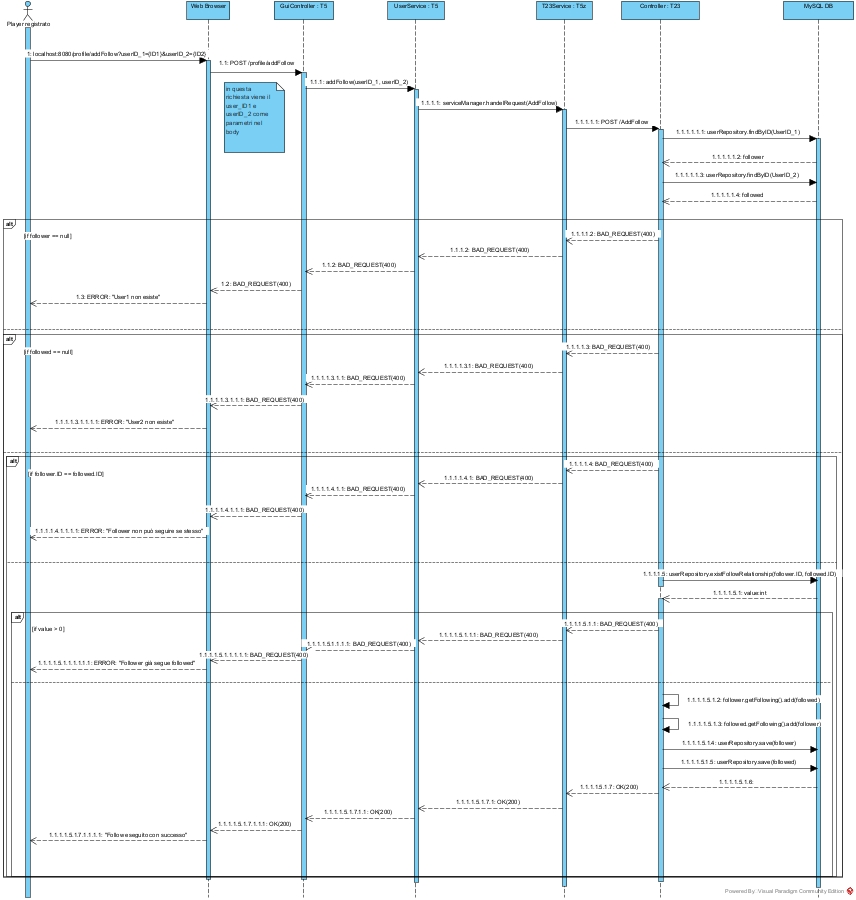 Web Browser
GuiController : T5
UserService : T5
T23Service : T5z
Controller : T23
MySQL DB
Player registrato
1: localhost:8080/profile/addFollow?userID_1={ID1}&userID_2={ID2}
1.1: POST /profile/addFollow
1.1.1: addFollow(userID_1, userID_2)
in questa
richiesta viene il
user_ID1 e
userID_2 come
parametri nel
body
1.1.1.1: serviceManager.handleRequest(AddFollow)
1.1.1.1.1: POST /AddFollow
1.1.1.1.1.1: userRepository.findByID(UserID_1)
1.1.1.1.1.2: follower
1.1.1.1.1.3: userRepository.findByID(UserID_2)
1.1.1.1.1.4: followed
alt
[if follower == null]
1.1.1.1.2: BAD_REQUEST(400)
1.1.1.2: BAD_REQUEST(400)
1.1.2: BAD_REQUEST(400)
1.2: BAD_REQUEST(400)
1.3: ERROR: "User1 non esiste"
alt
[if followed == null]
1.1.1.1.3: BAD_REQUEST(400)
1.1.1.1.3.1: BAD_REQUEST(400)
1.1.1.1.3.1.1: BAD_REQUEST(400)
1.1.1.1.3.1.1.1: BAD_REQUEST(400)
1.1.1.1.3.1.1.1.1: ERROR: "User2 non esiste"
alt
[if follower.ID == followed.ID]
1.1.1.1.4: BAD_REQUEST(400)
1.1.1.1.4.1: BAD_REQUEST(400)
1.1.1.1.4.1.1: BAD_REQUEST(400)
1.1.1.1.4.1.1.1: BAD_REQUEST(400)
1.1.1.1.4.1.1.1.1: ERROR: "Follower non può seguire se stesso"
1.1.1.1.5: userRepository.existFollowRelationship(follower.ID, followed.ID)
1.1.1.1.5.1: value:int
alt
[if value > 0]
1.1.1.1.5.1.1: BAD_REQUEST(400)
1.1.1.1.5.1.1.1: BAD_REQUEST(400)
1.1.1.1.5.1.1.1.1: BAD_REQUEST(400)
1.1.1.1.5.1.1.1.1.1: BAD_REQUEST(400)
1.1.1.1.5.1.1.1.1.1.1: ERROR: "Follower già segue followed"
1.1.1.1.5.1.2: follower.getFollowing().add(followed)
1.1.1.1.5.1.3: followed.getFollowing().add(follower)
1.1.1.1.5.1.4: userRepository.save(follower)
1.1.1.1.5.1.5: userRepository.save(followed)
1.1.1.1.5.1.6:
1.1.1.1.5.1.7: OK(200)
1.1.1.1.5.1.7.1: OK(200)
1.1.1.1.5.1.7.1.1: OK(200)
1.1.1.1.5.1.7.1.1.1: OK(200)
1.1.1.1.5.1.7.1.1.1.1: "Follow eseguito con successo"
Powered By Visual Paradigm Community Edition